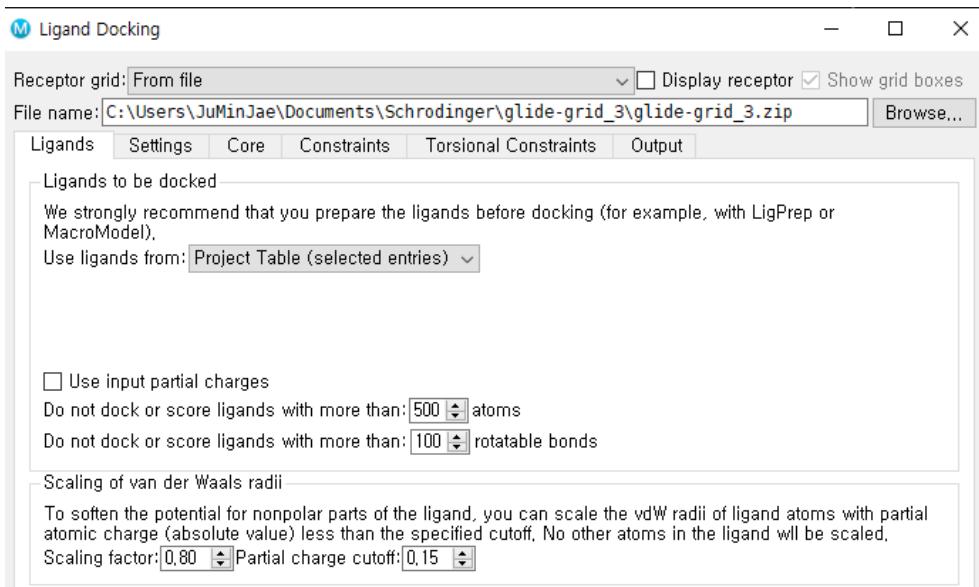 M Ligand Docking
Receptor grid: From file Display receptor Show grid boxes
File name: C:\Users\JuMinJae\Documents\Schrodinger\glide-grid_3\glide-grid_3.zip Browse...
Ligands Settings Core Constraints Torsional Constraints Output
Ligands to be docked
We strongly recommend that you prepare the ligands before docking (for example, with LigPrep or
MacroModel).
Use ligands from: Project Table (selected entries)
Use input partial charges
Do not dock or score ligands with more than: 500 atoms
Do not dock or score ligands with more than: 100 rotatable bonds
Scaling of van der Waals radii
To soften the potential for nonpolar parts of the ligand, you can scale the vdW radii of ligand atoms with partial
atomic charge (absolute value) less than the specified cutoff. No other atoms in the ligand will be scaled.
Scaling factor: 0.80 Partial charge cutoff: 0.15